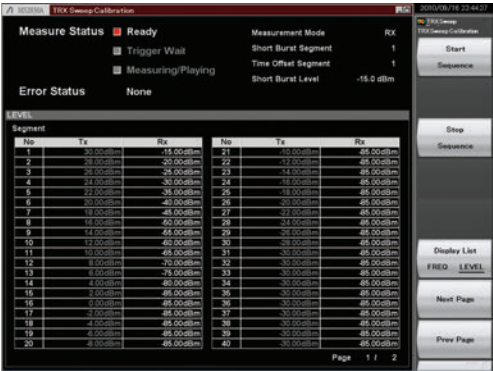 MS2690A TRX Sweep Calibration
2010/08/16 22:44:27
Measure Status Ready
Trigger Wait
Measuring/Playing
Error Status None
Measurement Mode RX
Short Burst Segment 1
Time Offset Segment 1
Short Burst Level -15.0 dBm
LEVEL
Segment
No Tx Rx
1 30.00dBm -15.00dBm
2 28.00dBm -20.00dBm
3 26.00dBm -25.00dBm
4 24.00dBm -30.00dBm
5 22.00dBm -35.00dBm
6 20.00dBm -40.00dBm
7 18.00dBm -45.00dBm
8 16.00dBm -50.00dBm
9 14.00dBm -55.00dBm
10 12.00dBm -60.00dBm
11 10.00dBm -65.00dBm
12 8.00dBm -70.00dBm
13 6.00dBm -75.00dBm
14 4.00dBm -80.00dBm
15 2.00dBm -85.00dBm
16 0.00dBm -85.00dBm
17 -2.00dBm -85.00dBm
18 -4.00dBm -85.00dBm
19 -6.00dBm -85.00dBm
20 -8.00dBm -85.00dBm
No Tx Rx
21 -10.00dBm -85.00dBm
22 -12.00dBm -85.00dBm
23 -14.00dBm -85.00dBm
24 -16.00dBm -85.00dBm
25 -18.00dBm -85.00dBm
26 -20.00dBm -85.00dBm
27 -22.00dBm -85.00dBm
28 -24.00dBm -85.00dBm
29 -26.00dBm -85.00dBm
30 -28.00dBm -85.00dBm
31 -30.00dBm -85.00dBm
32 -30.00dBm -85.00dBm
33 -30.00dBm -85.00dBm
34 -30.00dBm -85.00dBm
35 -30.00dBm -85.00dBm
36 -30.00dBm -85.00dBm
37 -30.00dBm -85.00dBm
38 -30.00dBm -85.00dBm
39 -30.00dBm -85.00dBm
40 -30.00dBm -85.00dBm
Page 1 / 2
TRX Sweep
TRX Sweep Calibration
Start
Sequence
Stop
Sequence
Display List
FREQ LEVEL
Next Page
Prev Page